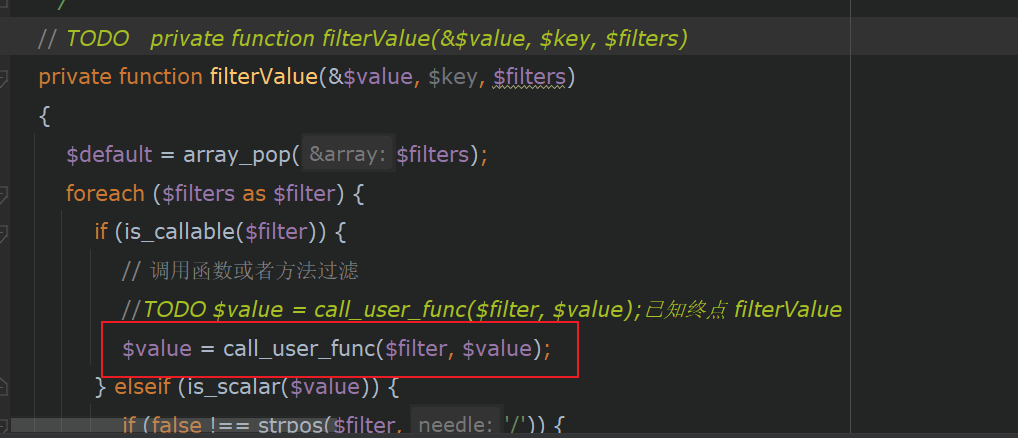 /
// TODO   private function filterValue(&$value, $key, $filters)
private function filterValue(&$value, $key, $filters)
{
$default = array_pop( &array: $filters);
foreach ($filters as $filter) {
if (is_callable($filter)) {
// 调用函数或者方法过滤
//TODO $value = call_user_func($filter, $value);已知终点 filterValue
$value = call_user_func($filter, $value);
} elseif (is_scalar($value)) {
if (false !== strpos($filter, needle: '/')) {